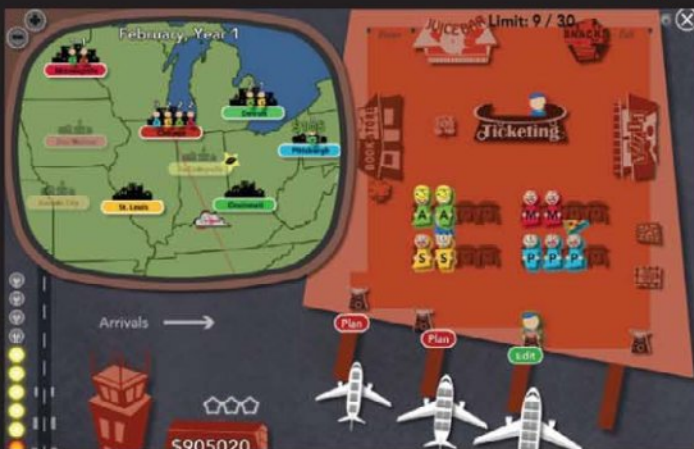 February, Year 1
Limit: 9 / 30
JUICE BAR
SNACKS
Minneapolis
Chicago
Detroit
Pittsburgh
St. Louis
Cincinnati
BOOK
Ticketing
A A
M M
S S
P P P
Arrivals
Plan
Plan
Edit
$905020